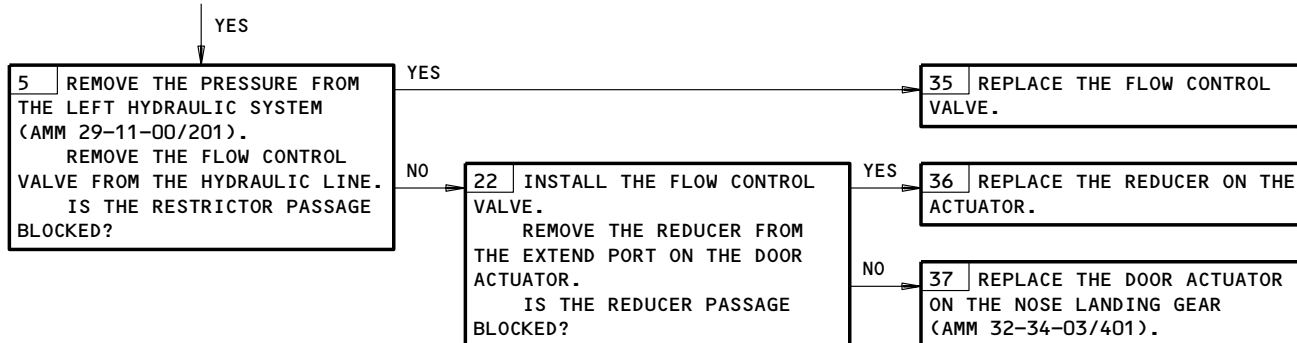 YES
5 REMOVE THE PRESSURE FROM
THE LEFT HYDRAULIC SYSTEM
(AMM 29-11-00/201).
REMOVE THE FLOW CONTROL
VALVE FROM THE HYDRAULIC LINE.
IS THE RESTRICTOR PASSAGE
BLOCKED?
YES
35 REPLACE THE FLOW CONTROL
VALVE.
NO
22 INSTALL THE FLOW CONTROL
VALVE.
REMOVE THE REDUCER FROM
THE EXTEND PORT ON THE DOOR
ACTUATOR.
IS THE REDUCER PASSAGE
BLOCKED?
YES
36 REPLACE THE REDUCER ON THE
ACTUATOR.
NO
37 REPLACE THE DOOR ACTUATOR
ON THE NOSE LANDING GEAR
(AMM 32-34-03/401).